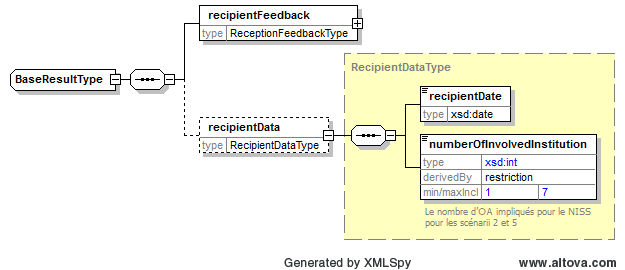 recipientFeedback
type ReceptionFeedbackType
BaseResultType
RecipientDataType
recipientData
type RecipientDataType
recipientDate
type xsd:date
numberOfInvolvedInstitution
type xsd:int
derivedBy restriction
min/maxIncl 1 7
Le nombre d'OA impliqués pour le NISS
pour les scénarii 2 et 5
Generated by XMLSpy www.altova.com